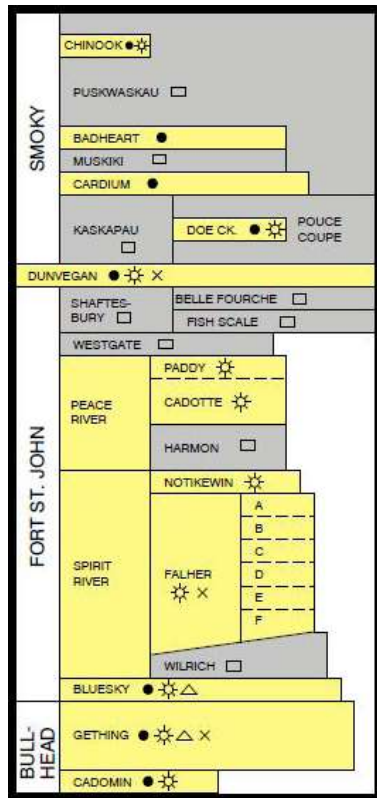 SMOKY
CHINOOK
PUSKWASKAU
BADHEART
MUSKIKI
CARDIUM
KASKAPAU
DOE CK.
POUCE
COUPE
DUNVEGAN
FORT ST. JOHN
SHAFTES-
BURY
BELLE FOURCHE
FISH SCALE
WESTGATE
PEACE
RIVER
PADDY
CADOTTE
HARMON
SPIRIT
RIVER
NOTIKEWIN
FALHER
A
B
C
D
E
F
WILRICH
BLUESKY
BULL-
HEAD
GETHING
CADOMIN